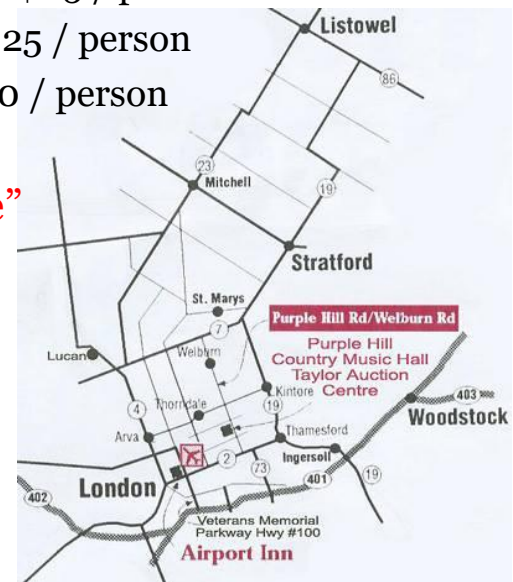 25 / person
/ person
e”
Listowel
86
23
Mitchell
19
Stratford
St. Marys
7
Purple Hill Rd/Welburn Rd
Purple Hill
Country Music Hall
Taylor Auction
Centre
Lucan
Welburn
Kintore
4
Thorndale
19
403
Woodstock
Arva
Thamesford
2
73
Ingersoll
London
401
19
402
Veterans Memorial
Parkway Hwy #100
Airport Inn